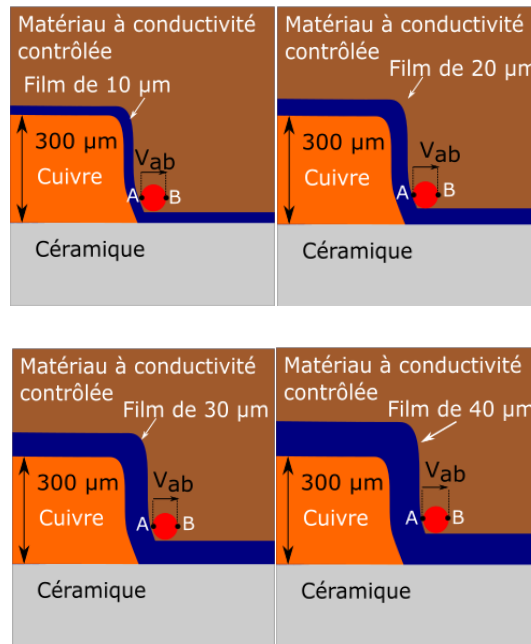 Matériau à conductivité
contrôlée
Film de 10 µm
300 µm
Vab
Cuivre
A B
Céramique
Matériau à conductivité
contrôlée
Film de 20 µm
300 µm
Vab
Cuivre
A B
Céramique
Matériau à conductivité
contrôlée
Film de 30 µm
300 µm
Vab
Cuivre
A B
Céramique
Matériau à conductivité
contrôlée
Film de 40 µm
300 µm
Vab
Cuivre
A B
Céramique